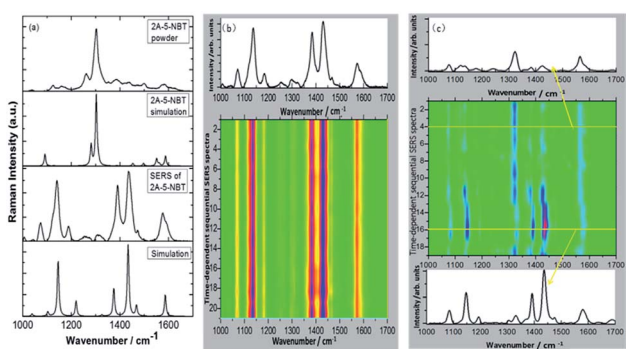 (a)
2A-5-NBT
powder
2A-5-NBT
simulation
SERS of
2A-5-NBT
Simulation
Raman Intensity (a.u.)
1000 1200 1400 1600
Wavenumber / cm-1
(b)
Intensity/arb. units
1000 1100 1200 1300 1400 1500 1600 1700
Wavenumber / cm-1
Time-dependent sequential SERS spectra
2
4
6
8
10
12
14
16
18
20
1000 1100 1200 1300 1400 1500 1600 1700
Wavenumber / cm-1
(c)
Intensity/arb. units
1000 1100 1200 1300 1400 1500 1600 1700
Wavenumber / cm-1
Time-dependent sequential SERS spectra
2
4
6
8
10
12
14
16
18
1000 1100 1200 1300 1400 1500 1600 1700
Intensity/arb. units
1000 1100 1200 1300 1400 1500 1600 1700
Wavenumber / cm-1